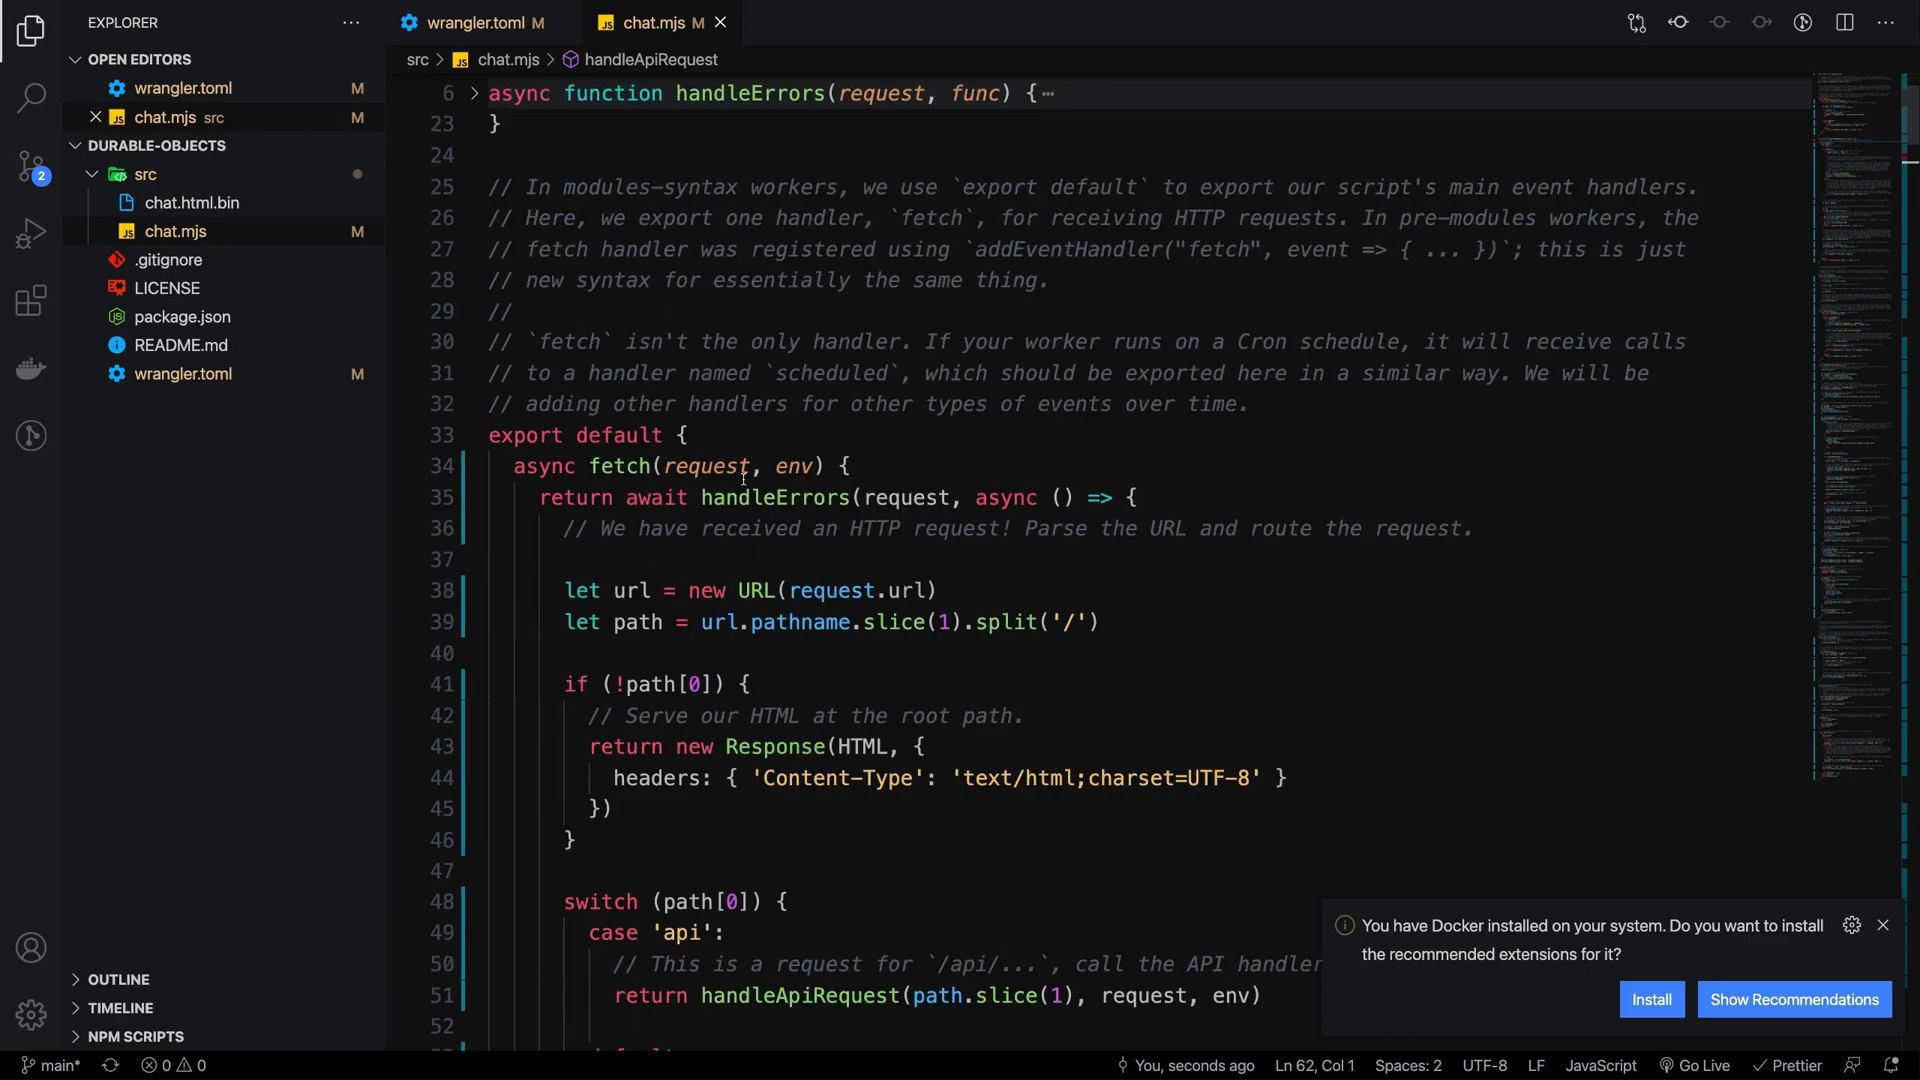 EXPLORER
OPEN EDITORS
wrangler.toml M
chat.mjs src M
DURABLE-OBJECTS
src
chat.html.bin
chat.mjs M
.gitignore
LICENSE
package.json
README.md
wrangler.toml M
OUTLINE
TIMELINE
NPM SCRIPTS
2
wrangler.toml M
chat.mjs M
src > chat.mjs > handleApiRequest
6 async function handleErrors(request, func) {⋯
23 }
24
25 // In modules-syntax workers, we use `export default` to export our script's main event handlers.
26 // Here, we export one handler, `fetch`, for receiving HTTP requests. In pre-modules workers, the
27 // fetch handler was registered using `addEventHandler("fetch", event => { ... })`; this is just
28 // new syntax for essentially the same thing.
29 //
30 // `fetch` isn't the only handler. If your worker runs on a Cron schedule, it will receive calls
31 // to a handler named `scheduled`, which should be exported here in a similar way. We will be
32 // adding other handlers for other types of events over time.
33 export default {
34 async fetch(request, env) {
35 return await handleErrors(request, async () => {
36 // We have received an HTTP request! Parse the URL and route the request.
37
38 let url = new URL(request.url)
39 let path = url.pathname.slice(1).split('/')
40
41 if (!path[0]) {
42 // Serve our HTML at the root path.
43 return new Response(HTML, {
44 headers: { 'Content-Type': 'text/html;charset=UTF-8' }
45 })
46 }
47
48 switch (path[0]) {
49 case 'api':
50 // This is a request for `/api/...`, call the API handler
51 return handleApiRequest(path.slice(1), request, env)
52
You have Docker installed on your system. Do you want to install
the recommended extensions for it?
Install
Show Recommendations
main* 0 0 You, seconds ago Ln 62, Col 1 Spaces: 2 UTF-8 LF JavaScript Go Live Prettier